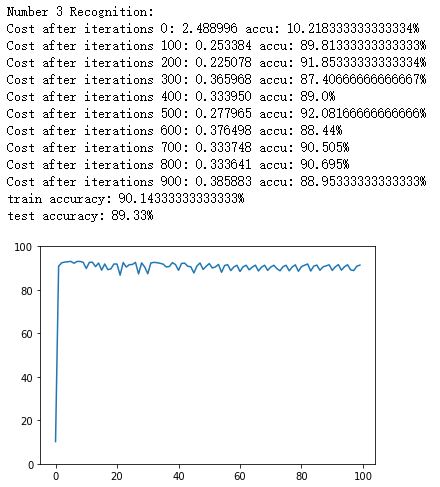 Number 3 Recognition:
Cost after iterations 0: 2.488996 accu: 10.218333333333334%
Cost after iterations 100: 0.253384 accu: 89.81333333333333%
Cost after iterations 200: 0.225078 accu: 91.85333333333334%
Cost after iterations 300: 0.365968 accu: 87.40666666666667%
Cost after iterations 400: 0.333950 accu: 89.0%
Cost after iterations 500: 0.277965 accu: 92.08166666666666%
Cost after iterations 600: 0.376498 accu: 88.44%
Cost after iterations 700: 0.333748 accu: 90.505%
Cost after iterations 800: 0.333641 accu: 90.695%
Cost after iterations 900: 0.385883 accu: 88.95333333333333%
train accuracy: 90.14333333333333%
test accuracy: 89.33%
100
80
60
40
20
0
0 20 40 60 80 100